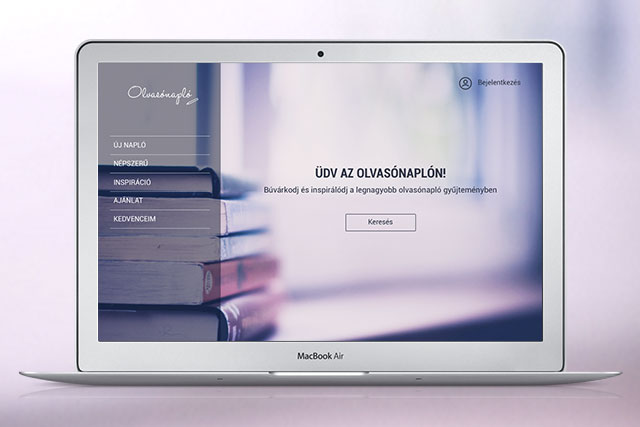 Olvasónapló
Bejelentkezés
ÚJ NAPLÓ
NÉPSZERŰ
INSPIRÁCIÓ
AJÁNLAT
KEDVENCEIM
ÜDV AZ OLVASÓNAPLÓN!
Búvárkodj és inspirálódj a legnagyobb olvasónapló gyűjteményben
Keresés
MacBook Air